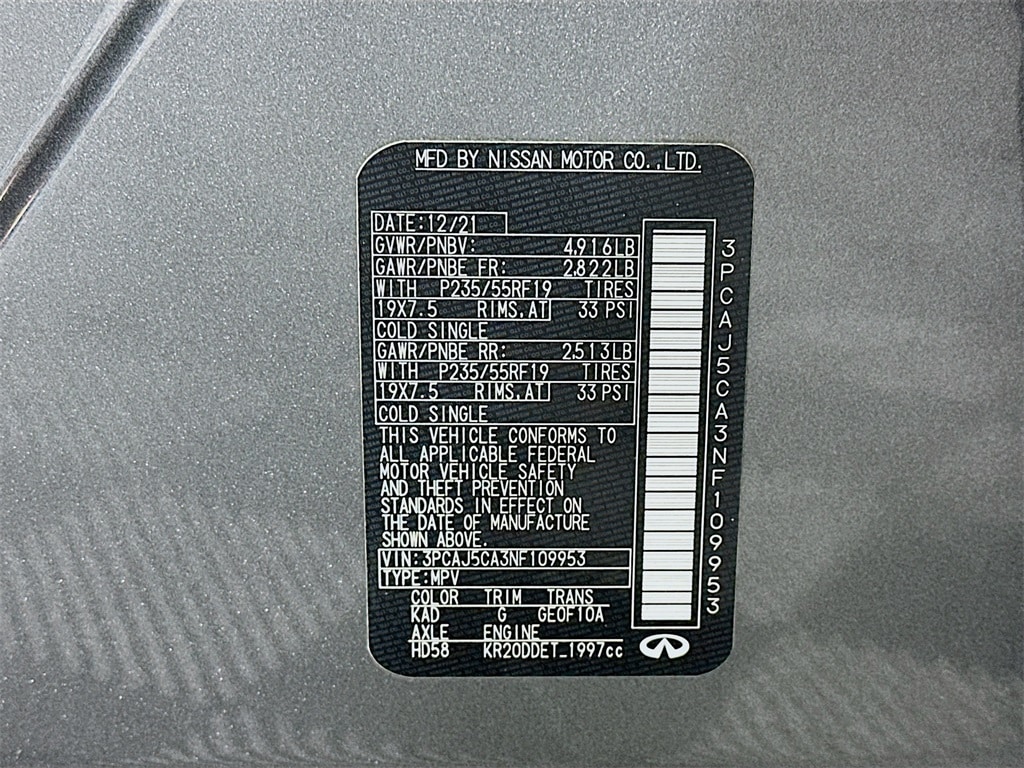 MFD BY NISSAN MOTOR CO.,LTD.
DATE:12/21
GVWR/PNBV: 4,916LB
GAWR/PNBE FR: 2,822LB
WITH P235/55RF19 TIRES
19X7.5 RIMS,AT 33 PSI
COLD SINGLE
GAWR/PNBE RR: 2,513LB
WITH P235/55RF19 TIRES
19X7.5 RIMS,AT 33 PSI
COLD SINGLE
THIS VEHICLE CONFORMS TO
ALL APPLICABLE FEDERAL
MOTOR VEHICLE SAFETY
AND THEFT PREVENTION
STANDARDS IN EFFECT ON
THE DATE OF MANUFACTURE
SHOWN ABOVE.
VIN:3PCAJ5CA3NF109953
TYPE:MPV
COLOR TRIM TRANS
KAD G GE0F10A
AXLE ENGINE
HD58 KR20DDET_1997cc
3PCAJ5CA3NF109953